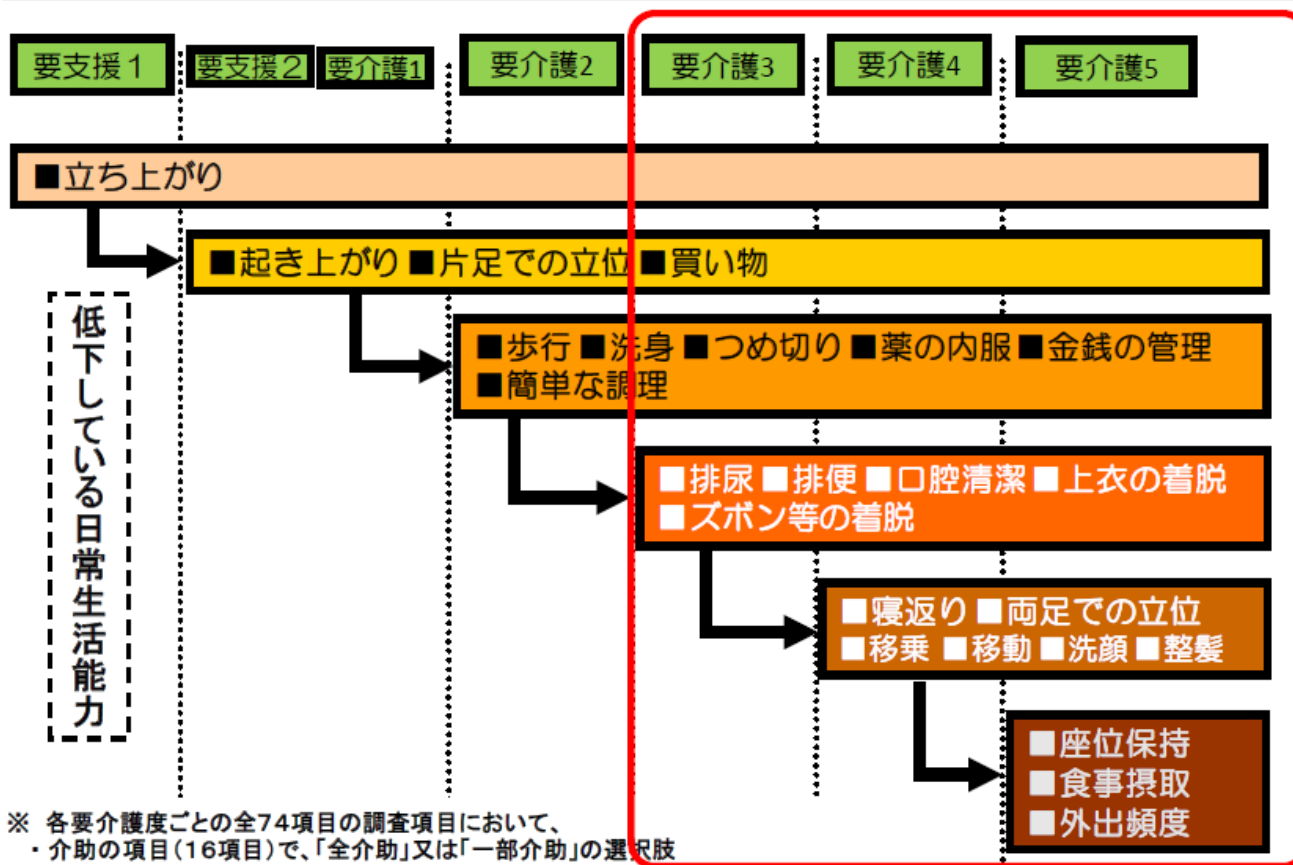 要支援1 要支援2 要介護1 要介護2 要介護3 要介護4 要介護5
■立ち上がり
■起き上がり ■片足での立位 ■買い物
■歩行 ■洗身 ■つめ切り ■薬の内服 ■金銭の管理
■簡単な調理
■排尿 ■排便 ■口腔清潔 ■上衣の着脱
■ズボン等の着脱
■寝返り ■両足での立位
■移乗 ■移動 ■洗顔 ■整髪
■座位保持
■食事摂取
■外出頻度
低下している日常生活能力
※ 各要介護度ごとの全74項目の調査項目において、
・介助の項目(16項目)で、「全介助」又は「一部介助」の選択肢